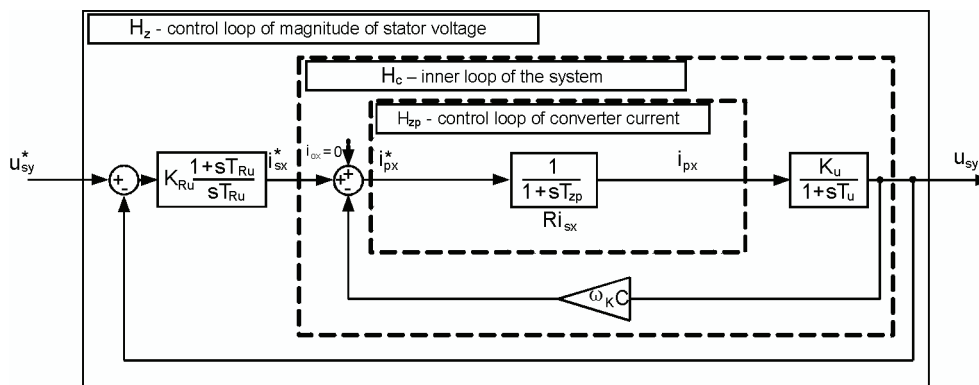 H_z - control loop of magnitude of stator voltage
H_c – inner loop of the system
H_zp - control loop of converter current
i_ox = 0
u*_sy
K_Ru (1+sT_Ru)/(sT_Ru)
i*_sx
+
-
+
+
-
i*_px
1/(1+sT_zp)
Ri_sx
i_px
K_u/(1+sT_u)
u_sy
ω_K C